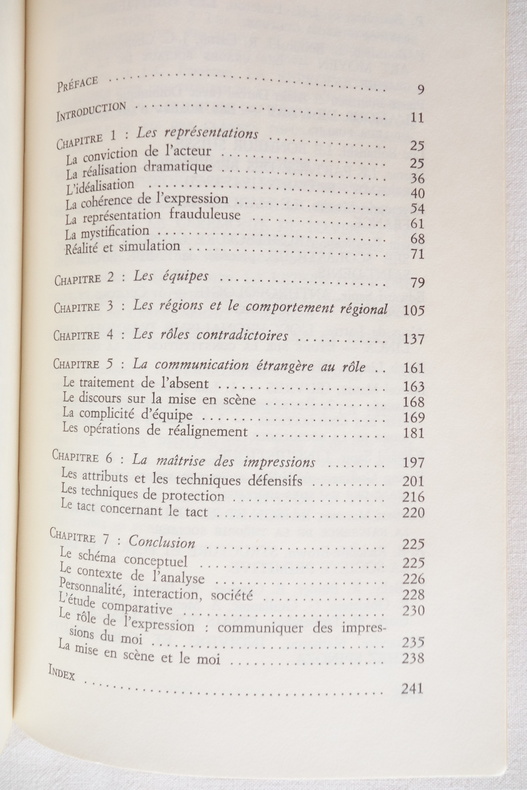 PRÉFACE .......... 9
INTRODUCTION .......... 11
CHAPITRE 1 : Les représentations .......... 25
La conviction de l'acteur .......... 25
La réalisation dramatique .......... 36
L'idéalisation .......... 40
La cohérence de l'expression .......... 54
La représentation frauduleuse .......... 61
La mystification .......... 68
Réalité et simulation .......... 71
CHAPITRE 2 : Les équipes .......... 79
CHAPITRE 3 : Les régions et le comportement régional 105
CHAPITRE 4 : Les rôles contradictoires .......... 137
CHAPITRE 5 : La communication étrangère au rôle .. 161
Le traitement de l'absent .......... 163
Le discours sur la mise en scène .......... 168
La complicité d'équipe .......... 169
Les opérations de réalignement .......... 181
CHAPITRE 6 : La maîtrise des impressions ........ 197
Les attributs et les techniques défensifs .......... 201
Les techniques de protection .......... 216
Le tact concernant le tact .......... 220
CHAPITRE 7 : Conclusion .......... 225
Le schéma conceptuel .......... 225
Le contexte de l'analyse .......... 226
Personnalité, interaction, société .......... 228
L'étude comparative .......... 230
Le rôle de l'expression : communiquer des impres-
sions du moi .......... 235
La mise en scène et le moi .......... 238
INDEX .......... 241